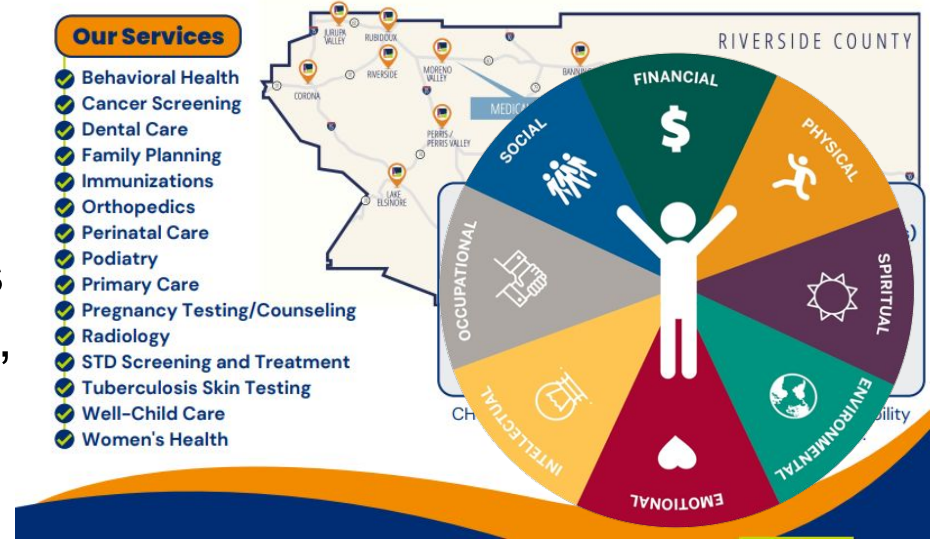 Our Services
Behavioral Health
Cancer Screening
Dental Care
Family Planning
Immunizations
Orthopedics
Perinatal Care
Podiatry
Primary Care
Pregnancy Testing/Counseling
Radiology
STD Screening and Treatment
Tuberculosis Skin Testing
Well-Child Care
Women's Health
RIVERSIDE COUNTY
JURUPA
VALLEY
RUBIDOUX
CORONA
RIVERSIDE
MORENO
VALLEY
PERRIS /
PERRIS VALLEY
LAKE
ELSINORE
FINANCIAL
$
PHYSICAL
SPIRITUAL
ENVIRONMENTAL
EMOTIONAL
INTELLECTUAL
OCCUPATIONAL
SOCIAL